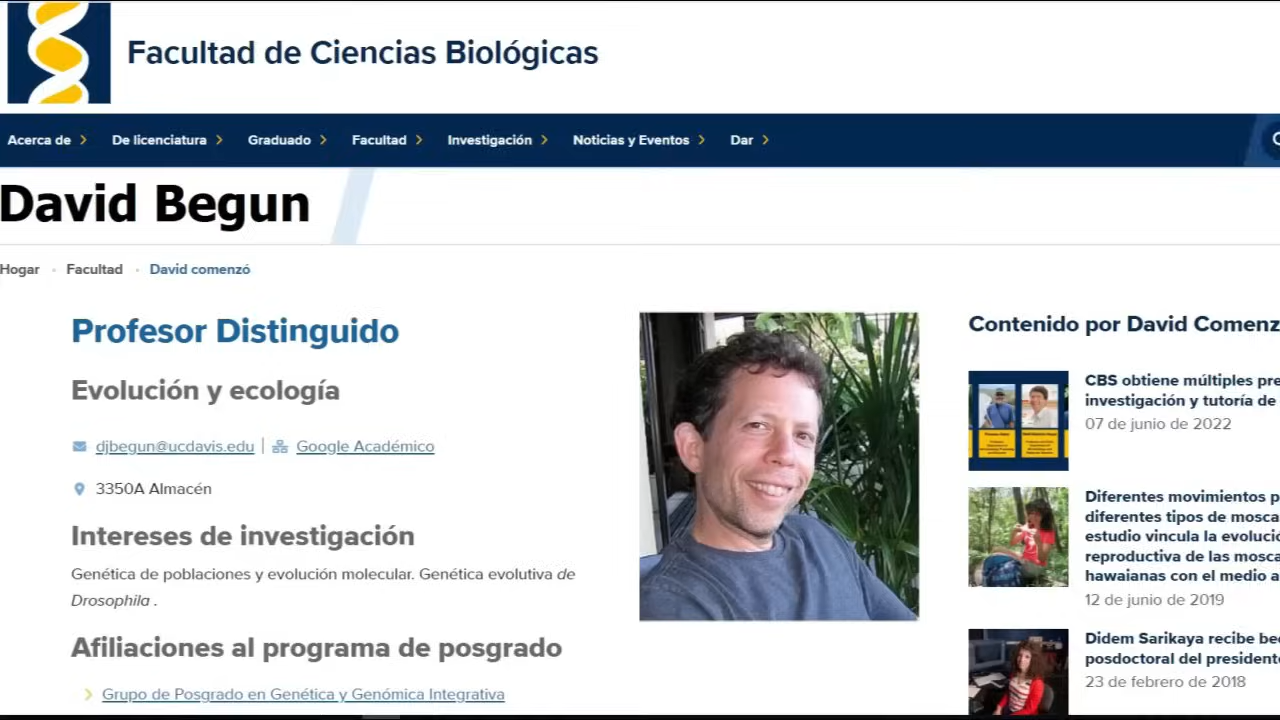 Facultad de Ciencias Biológicas
Acerca de
De licenciatura
Graduado
Facultad
Investigación
Noticias y Eventos
Dar
David Begun
Hogar
Facultad
David comenzó
Profesor Distinguido
Evolución y ecología
djbegun@ucdavis.edu | Google Académico
3350A Almacén
Intereses de investigación
Genética de poblaciones y evolución molecular. Genética evolutiva de
Drosophila .
Afiliaciones al programa de posgrado
Grupo de Posgrado en Genética y Genómica Integrativa
Contenido por David Comenz
CBS obtiene múltiples pre
investigación y tutoría de
07 de junio de 2022
Diferentes movimientos p
diferentes tipos de mosca
estudio vincula la evolució
reproductiva de las mosca
hawaianas con el medio a
12 de junio de 2019
Didem Sarikaya recibe bec
posdoctoral del presidente
23 de febrero de 2018